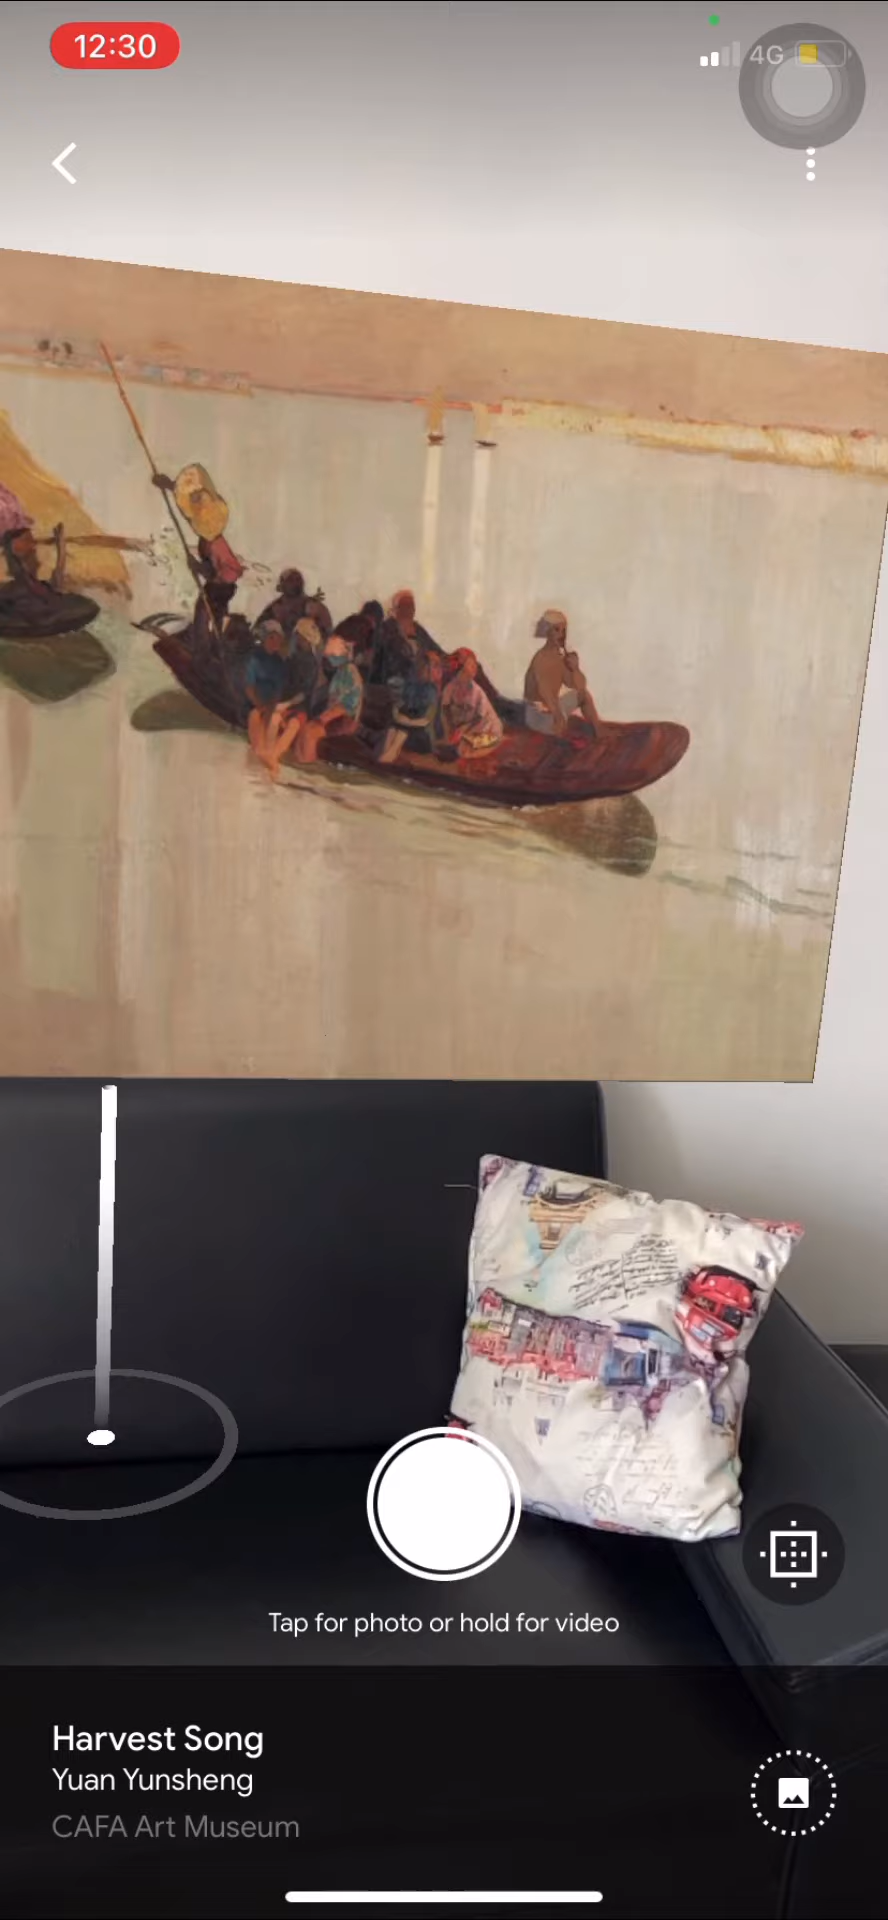 12:30
4G
Tap for photo or hold for video
Harvest Song
Yuan Yunsheng
CAFA Art Museum